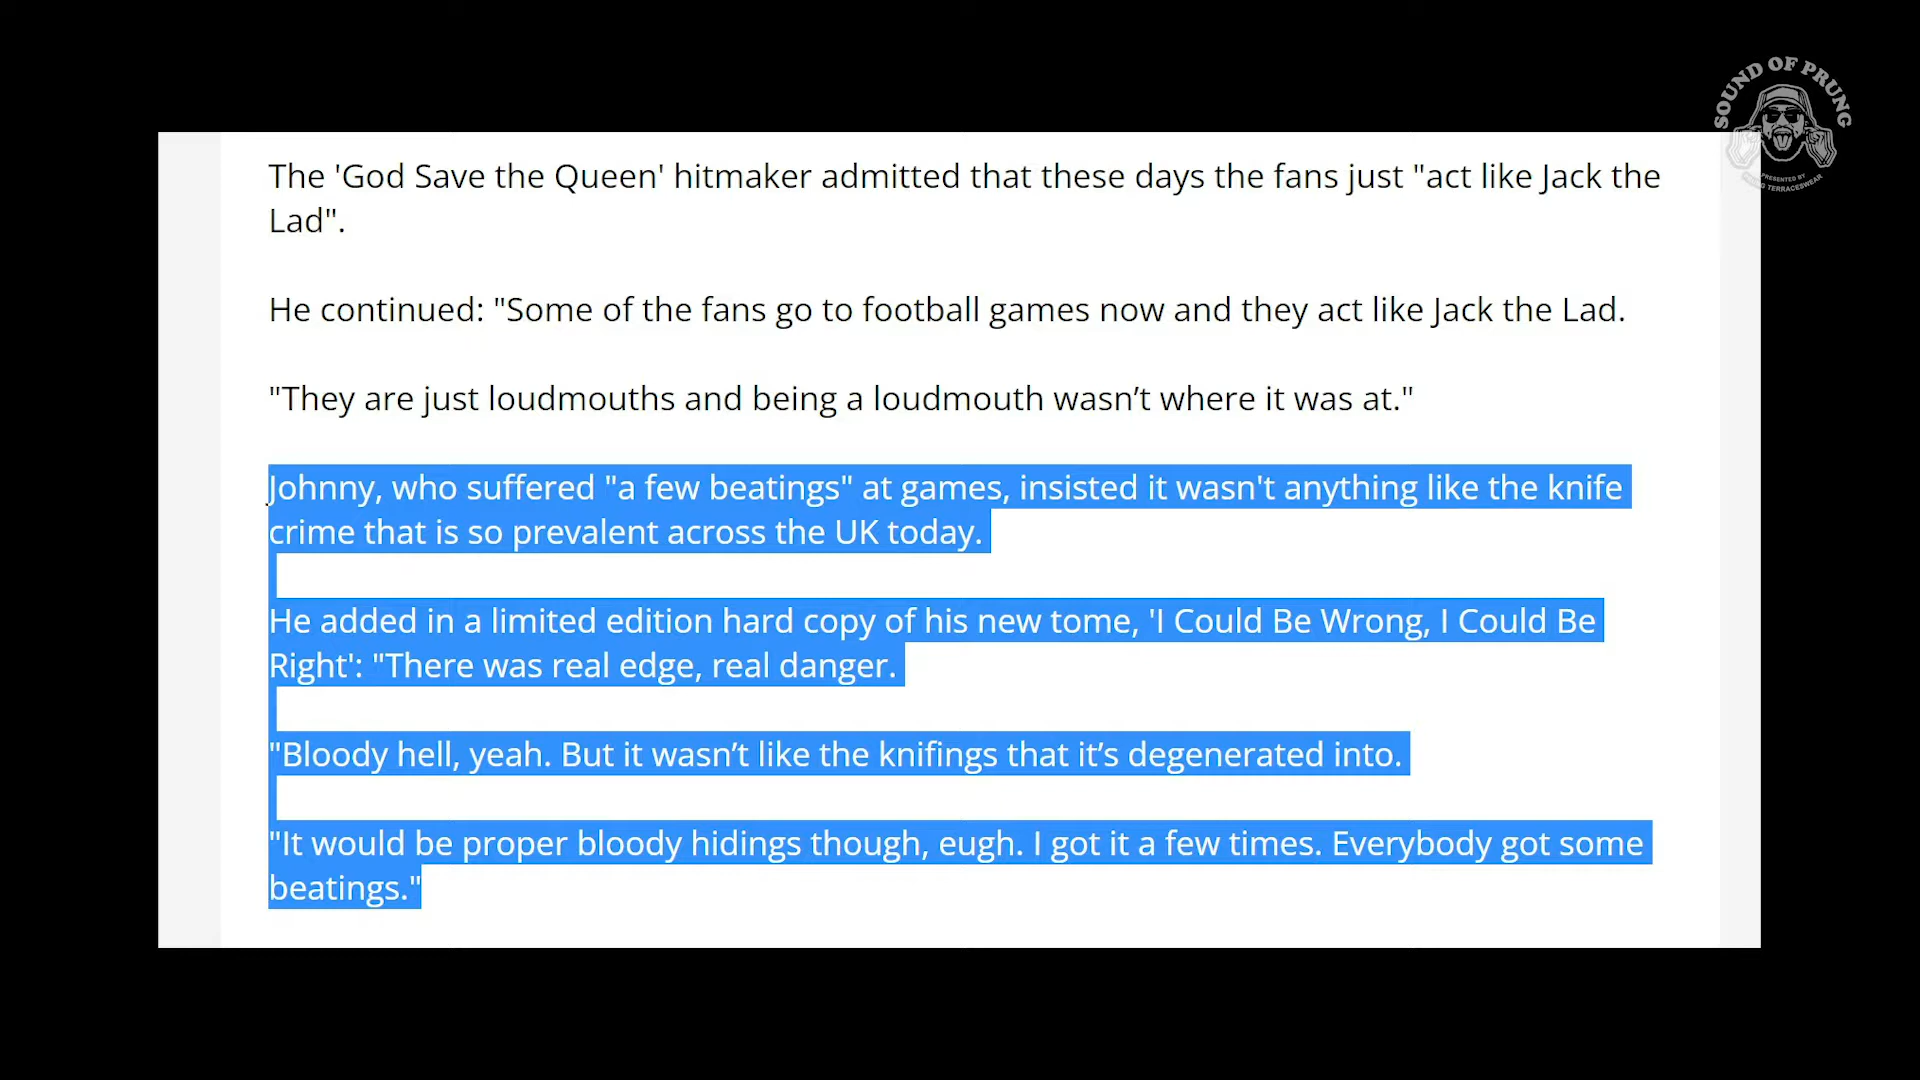 SOUND OF PRUNG
PRESENTED BY
TERRACESWEAR
The 'God Save the Queen' hitmaker admitted that these days the fans just "act like Jack the
Lad".
He continued: "Some of the fans go to football games now and they act like Jack the Lad.
"They are just loudmouths and being a loudmouth wasn’t where it was at."
Johnny, who suffered "a few beatings" at games, insisted it wasn't anything like the knife
crime that is so prevalent across the UK today.
He added in a limited edition hard copy of his new tome, 'I Could Be Wrong, I Could Be
Right': "There was real edge, real danger.
"Bloody hell, yeah. But it wasn’t like the knifings that it’s degenerated into.
"It would be proper bloody hidings though, eugh. I got it a few times. Everybody got some
beatings."